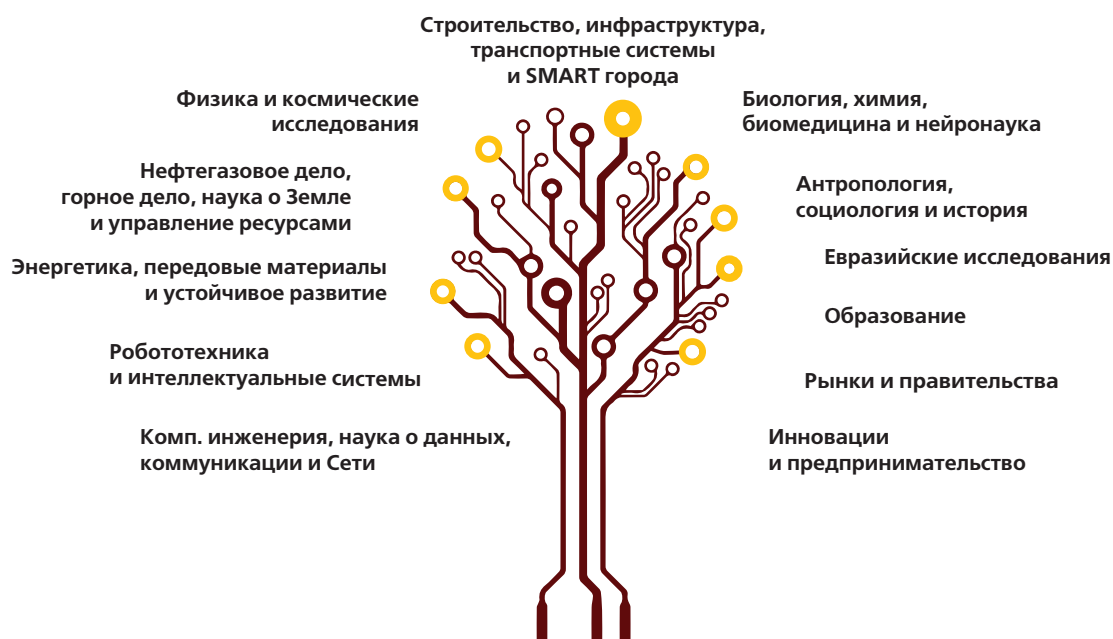 Строительство, инфраструктура,
транспортные системы
и SMART города
Физика и космические
исследования
Нефтегазовое дело,
горное дело, наука о Земле
и управление ресурсами
Энергетика, передовые материалы
и устойчивое развитие
Робототехника
и интеллектуальные системы
Комп. инженерия, наука о данных,
коммуникации и Сети
Биология, химия,
биомедицина и нейронаука
Антропология,
социология и история
Евразийские исследования
Образование
Рынки и правительства
Инновации
и предпринимательство